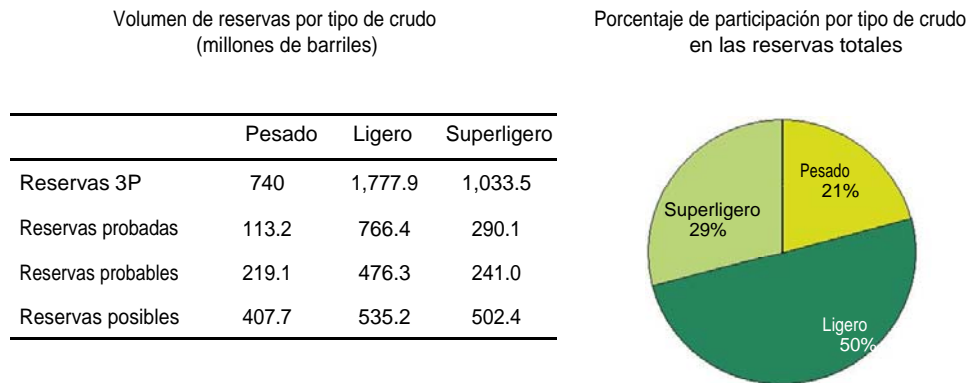 Volumen de reservas por tipo de crudo
(millones de barriles)
Porcentaje de participación por tipo de crudo
en las reservas totales
Pesado Ligero Superligero
Reservas 3P 740 1,777.9 1,033.5
Reservas probadas 113.2 766.4 290.1
Reservas probables 219.1 476.3 241.0
Reservas posibles 407.7 535.2 502.4
Pesado
21%
Superligero
29%
Ligero
50%